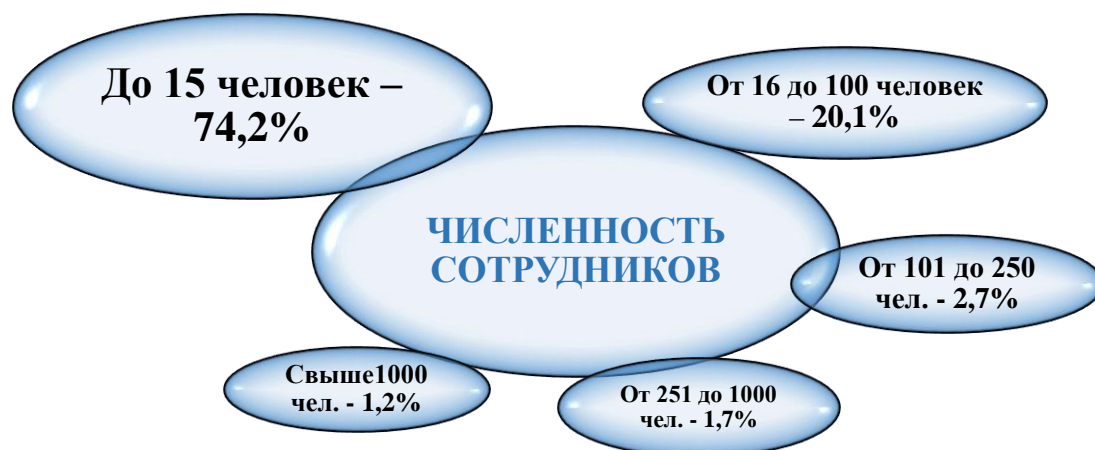 До 15 человек –
74,2%
От 16 до 100 человек
– 20,1%
ЧИСЛЕННОСТЬ
СОТРУДНИКОВ
От 101 до 250
чел. - 2,7%
Свыше1000
чел. - 1,2%
От 251 до 1000
чел. - 1,7%